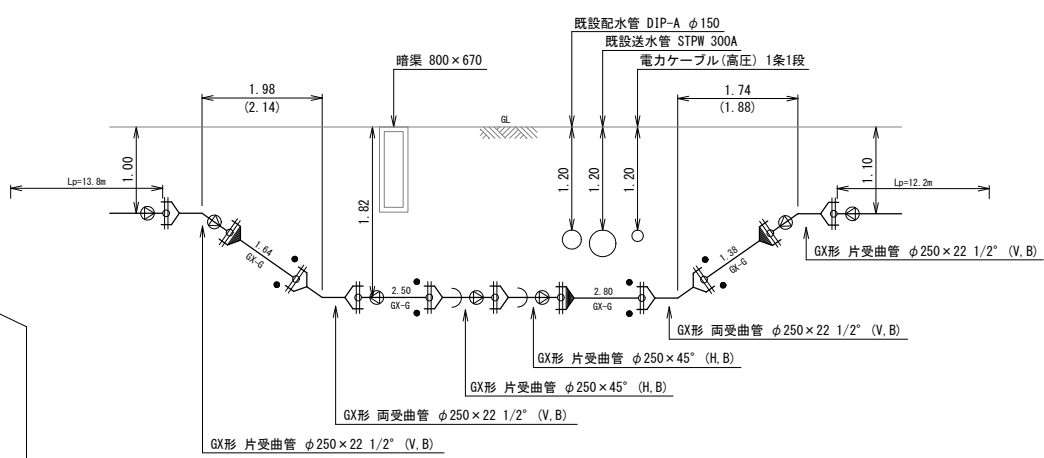 既設配水管 DIP-A φ150
既設送水管 STPW 300A
暗渠 800×670
電力ケーブル(高圧) 1条1段
1.98
(2.14)
1.74
(1.88)
GL
1.00
1.82
1.20
1.20
1.20
1.10
Lp=13.8m
Lp=12.2m
1.64
GX-G
1.38
GX-G
2.50
GX-G
2.80
GX-G
GX形 片受曲管 φ250×22 1/2° (V,B)
GX形 両受曲管 φ250×22 1/2° (V,B)
GX形 片受曲管 φ250×45° (H,B)
GX形 片受曲管 φ250×45° (H,B)
GX形 両受曲管 φ250×22 1/2° (V,B)
GX形 片受曲管 φ250×22 1/2° (V,B)